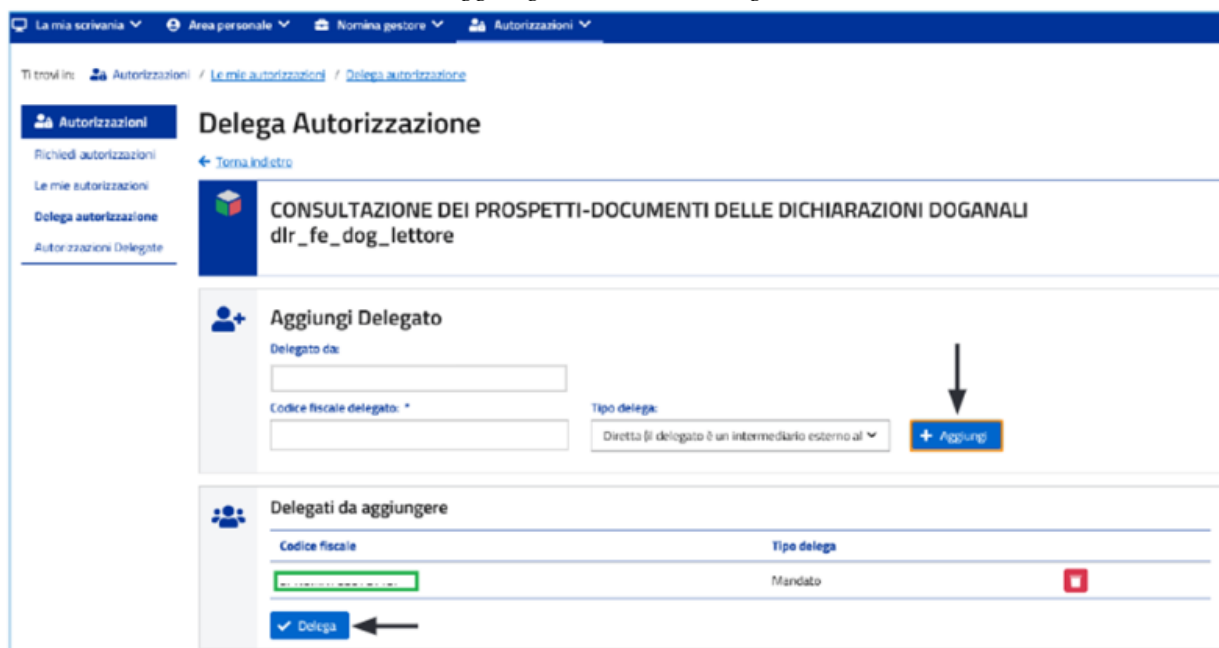 La mia scrivania Area personale Nomina gestore Autorizzazioni
Ti trovi in: Autorizzazioni / Le mie autorizzazioni / Delega autorizzazione
Autorizzazioni
Richiedi autorizzazioni
Le mie autorizzazioni
Delega autorizzazione
Autorizzazioni Delegate
Delega Autorizzazione
Torna indietro
CONSULTAZIONE DEI PROSPETTI-DOCUMENTI DELLE DICHIARAZIONI DOGANALI
dlr_fe_dog_lettore
Aggiungi Delegato
Delegato da:
Codice fiscale delegato: * Tipo delega:
Diretta (il delegato è un intermediario esterno al
+ Aggiungi
Delegati da aggiungere
Codice fiscale Tipo delega
Mandato
Delega